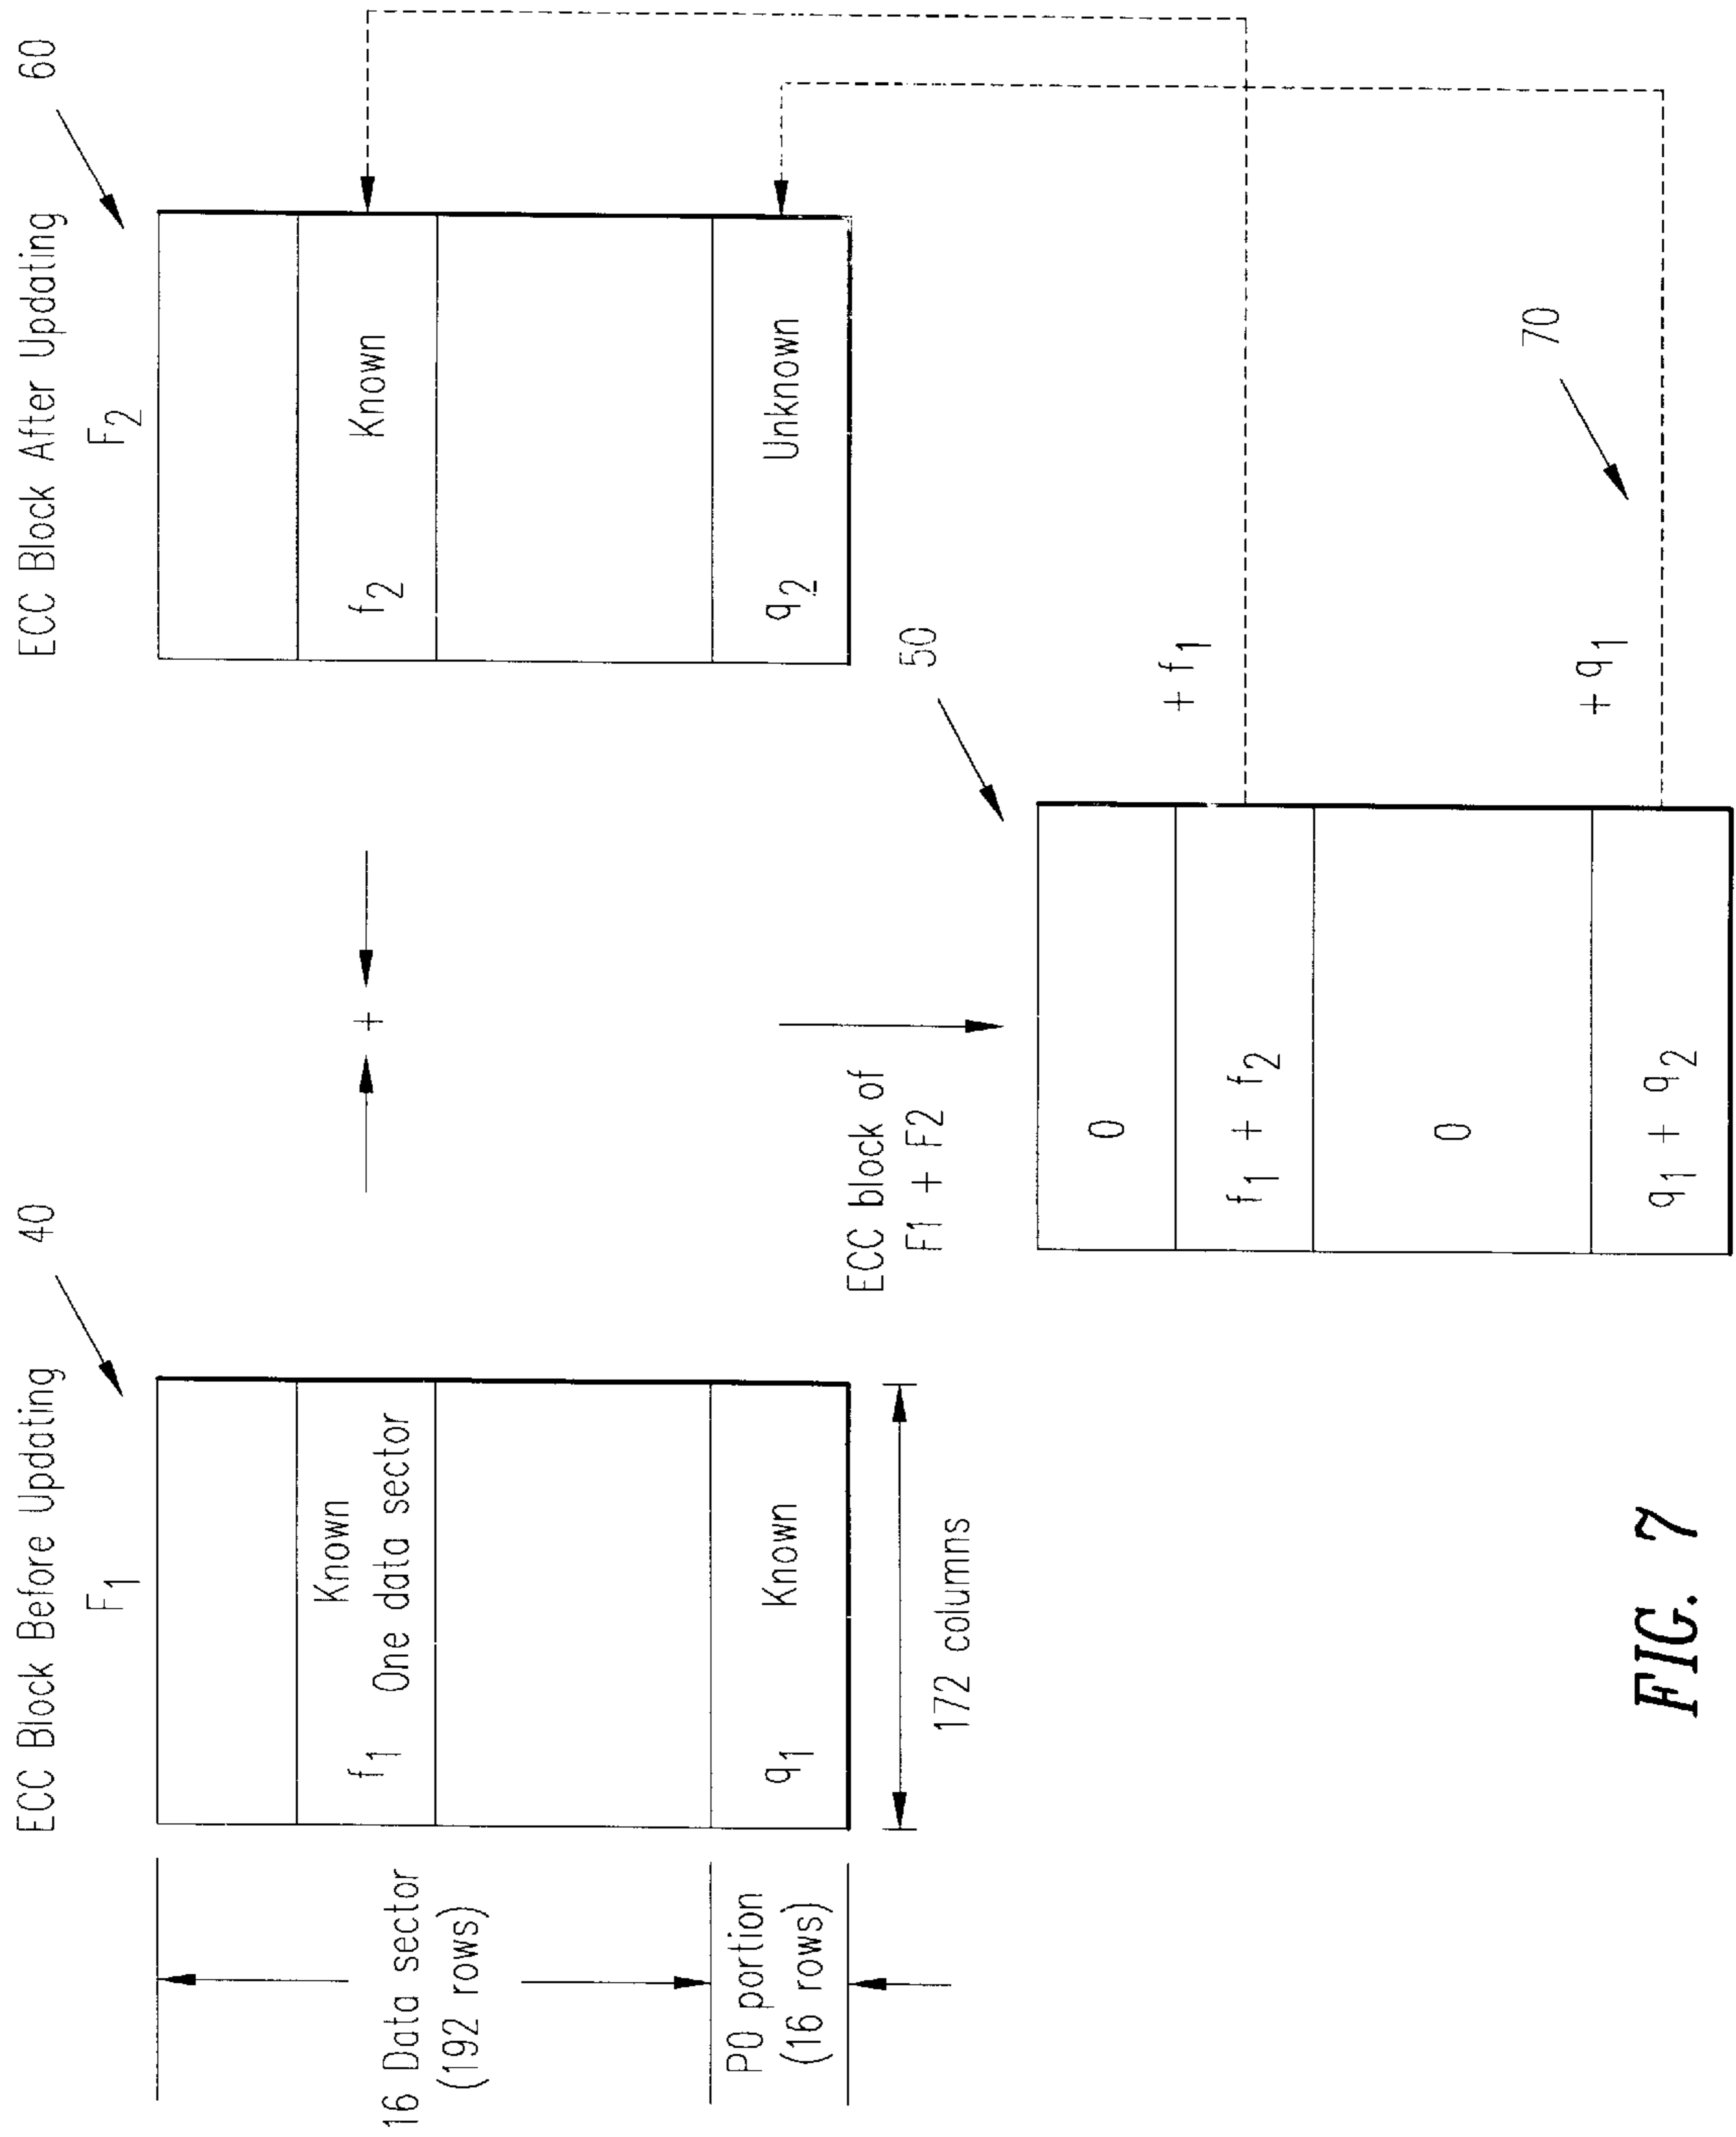 ECC Block Before Updating
F1
40
Known
f1 One data sector
q1 Known
16 Data sector
(192 rows)
PO portion
(16 rows)
172 columns
+
ECC Block After Updating
F2
60
f2 Known
q2 Unknown
ECC block of
F1 + F2
50
0
f1 + f2
0
q1 + q2
+ f1
+ q1
70
FIG. 7